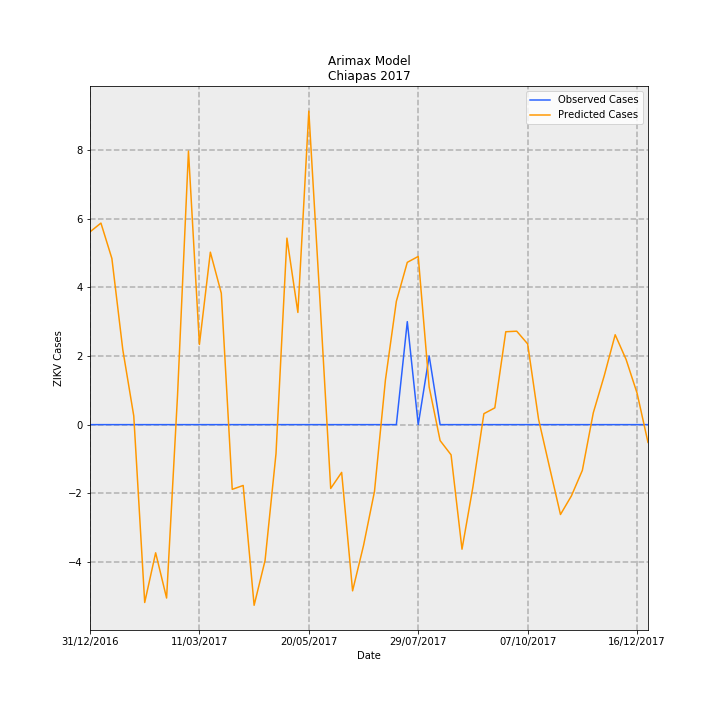 Arimax Model
Chiapas 2017
Observed Cases
Predicted Cases
8
6
4
2
0
−2
−4
ZIKV Cases
31/12/2016 11/03/2017 20/05/2017 29/07/2017 07/10/2017 16/12/2017
Date